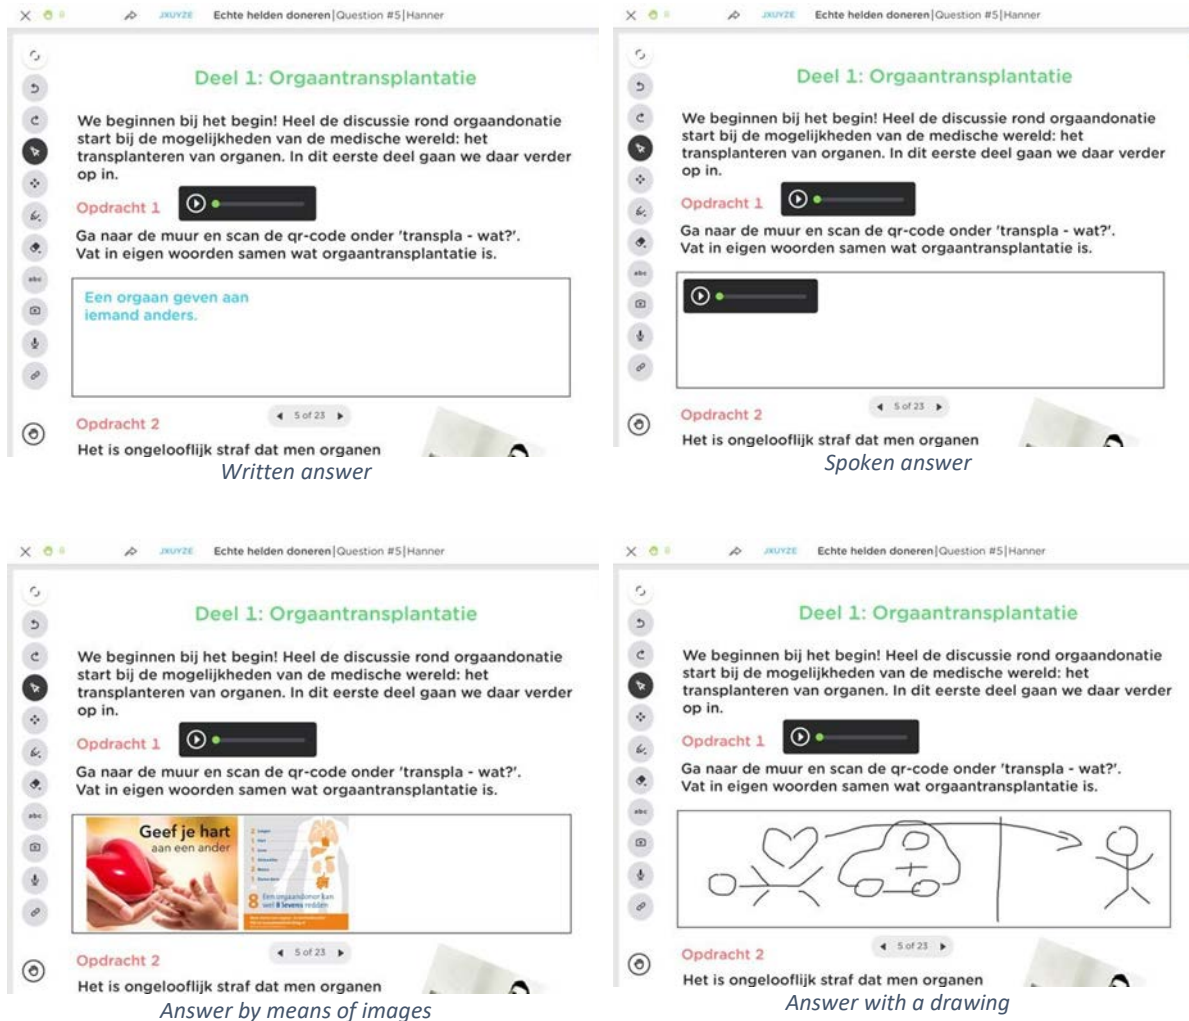 JXUYZE Echte helden doneren|Question #5|Hanner
Deel 1: Orgaantransplantatie
We beginnen bij het begin! Heel de discussie rond orgaandonatie
start bij de mogelijkheden van de medische wereld: het
transplanteren van organen. In dit eerste deel gaan we daar verder
op in.
Opdracht 1
Ga naar de muur en scan de qr-code onder 'transpla - wat?'.
Vat in eigen woorden samen wat orgaantransplantatie is.
abc
Een orgaan geven aan
iemand anders.
5 of 23
Opdracht 2
Het is ongelooflijk straf dat men organen
Written answer
JXUYZE Echte helden doneren|Question #5|Hanner
Deel 1: Orgaantransplantatie
We beginnen bij het begin! Heel de discussie rond orgaandonatie
start bij de mogelijkheden van de medische wereld: het
transplanteren van organen. In dit eerste deel gaan we daar verder
op in.
Opdracht 1
Ga naar de muur en scan de qr-code onder 'transpla - wat?'.
Vat in eigen woorden samen wat orgaantransplantatie is.
abc
5 of 23
Opdracht 2
Het is ongelooflijk straf dat men organen
Spoken answer
JXUYZE Echte helden doneren|Question #5|Hanner
Deel 1: Orgaantransplantatie
We beginnen bij het begin! Heel de discussie rond orgaandonatie
start bij de mogelijkheden van de medische wereld: het
transplanteren van organen. In dit eerste deel gaan we daar verder
op in.
Opdracht 1
Ga naar de muur en scan de qr-code onder 'transpla - wat?'.
Vat in eigen woorden samen wat orgaantransplantatie is.
abc
Geef je hart
aan een ander
8 Een orgaandonor kan
wel 8 levens redden
5 of 23
Opdracht 2
Het is ongelooflijk straf dat men organen
Answer by means of images
JXUYZE Echte helden doneren|Question #5|Hanner
Deel 1: Orgaantransplantatie
We beginnen bij het begin! Heel de discussie rond orgaandonatie
start bij de mogelijkheden van de medische wereld: het
transplanteren van organen. In dit eerste deel gaan we daar verder
op in.
Opdracht 1
Ga naar de muur en scan de qr-code onder 'transpla - wat?'.
Vat in eigen woorden samen wat orgaantransplantatie is.
abc
5 of 23
Opdracht 2
Het is ongelooflijk straf dat men organen
Answer with a drawing